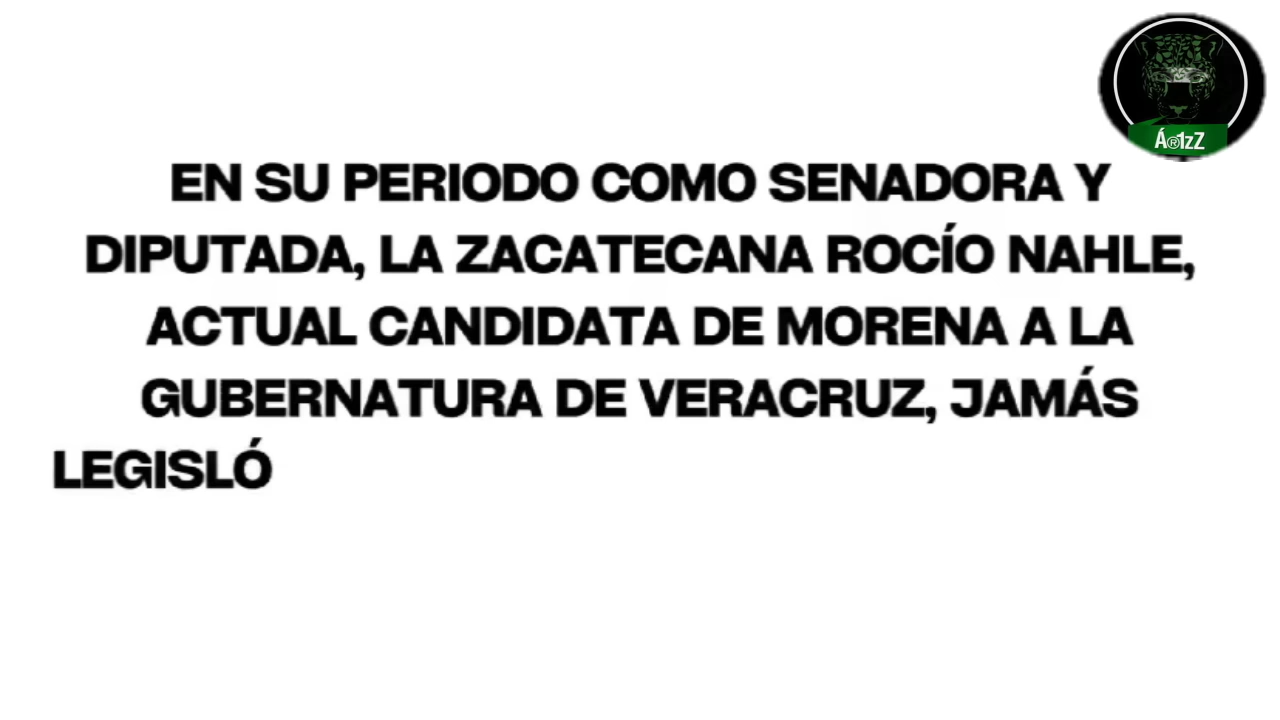 Á®1zZ
EN SU PERIODO COMO SENADORA Y
DIPUTADA, LA ZACATECANA ROCÍO NAHLE,
ACTUAL CANDIDATA DE MORENA A LA
GUBERNATURA DE VERACRUZ, JAMÁS
LEGISLÓ